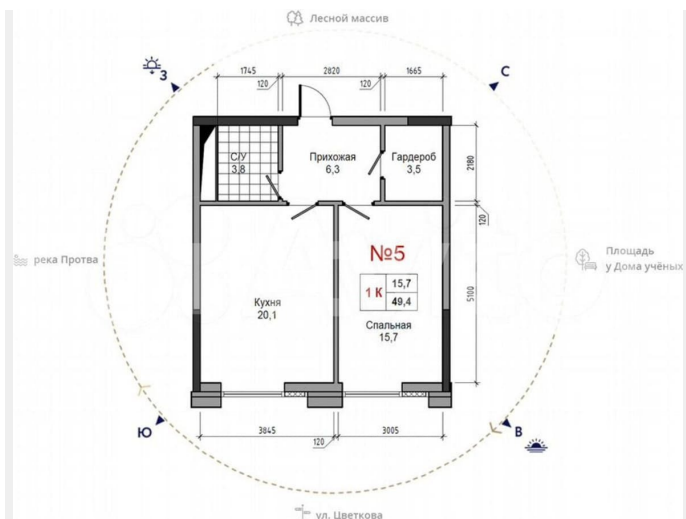 Лесной массив
З
С
1745
2820
1665
120
120
С/У
3,8
Прихожая
6,3
Гардероб
3,5
2180
120
река Протва
Площадь
у Дома учёных
№5
1 К
15,7
49,4
Кухня
20,1
Спальная
15,7
5100
Ю
В
3845
3005
120
ул. Цветкова